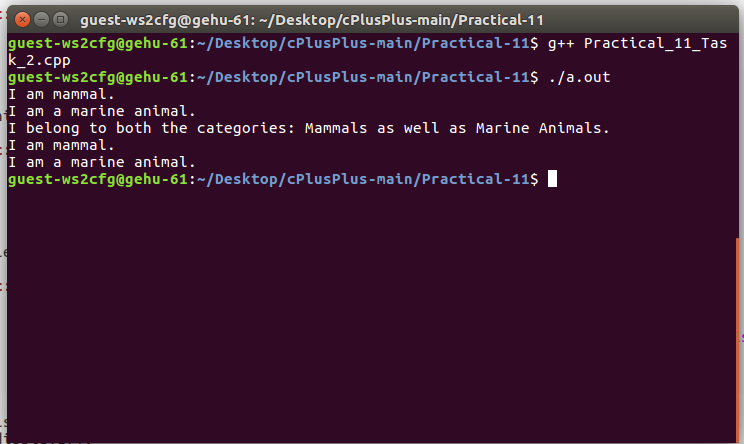 guest-ws2cfg@gehu-61: ~/Desktop/cPlusPlus-main/Practical-11
guest-ws2cfg@gehu-61:~/Desktop/cPlusPlus-main/Practical-11$ g++ Practical_11_Tas
k_2.cpp
guest-ws2cfg@gehu-61:~/Desktop/cPlusPlus-main/Practical-11$ ./a.out
I am mammal.
I am a marine animal.
I belong to both the categories: Mammals as well as Marine Animals.
I am mammal.
I am a marine animal.
guest-ws2cfg@gehu-61:~/Desktop/cPlusPlus-main/Practical-11$